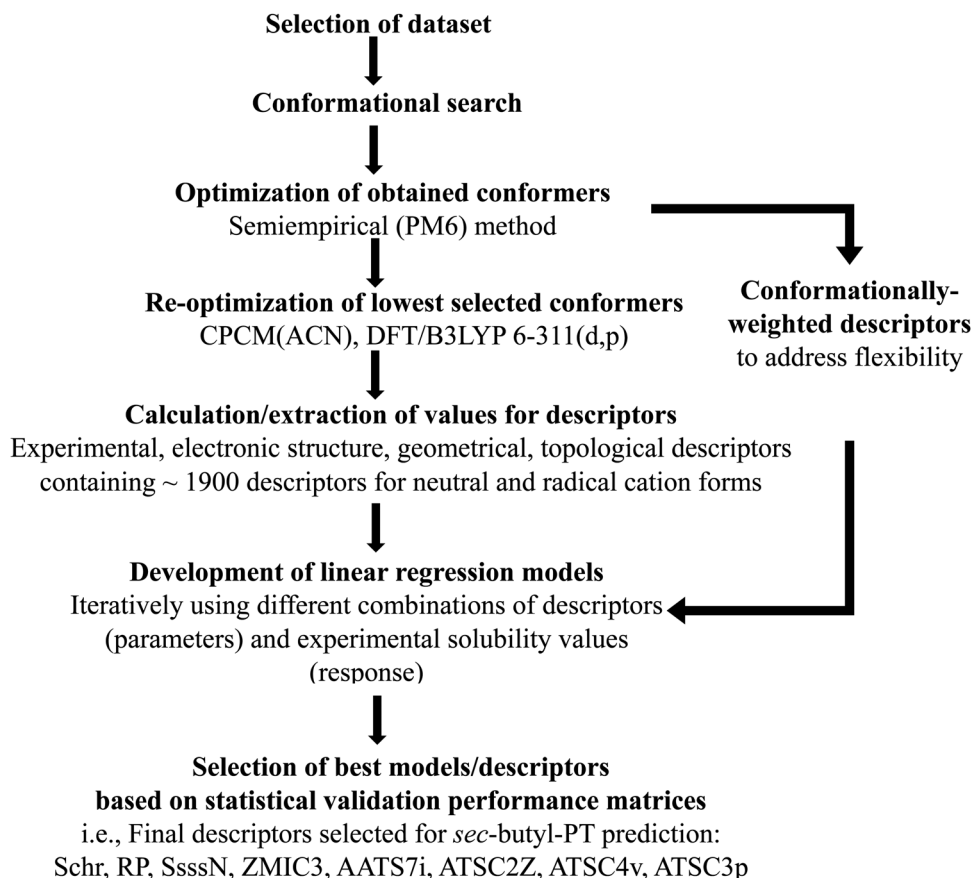 Selection of dataset
Conformational search
Optimization of obtained conformers
Semiempirical (PM6) method
Re-optimization of lowest selected conformers
CPCM(ACN), DFT/B3LYP 6-311(d,p)
Conformationally-
weighted descriptors
to address flexibility
Calculation/extraction of values for descriptors
Experimental, electronic structure, geometrical, topological descriptors
containing ~ 1900 descriptors for neutral and radical cation forms
Development of linear regression models
Iteratively using different combinations of descriptors
(parameters) and experimental solubility values
(response)
Selection of best models/descriptors
based on statistical validation performance matrices
i.e., Final descriptors selected for sec-butyl-PT prediction:
Schr, RP, SsssN, ZMIC3, AATS7i, ATSC2Z, ATSC4v, ATSC3p